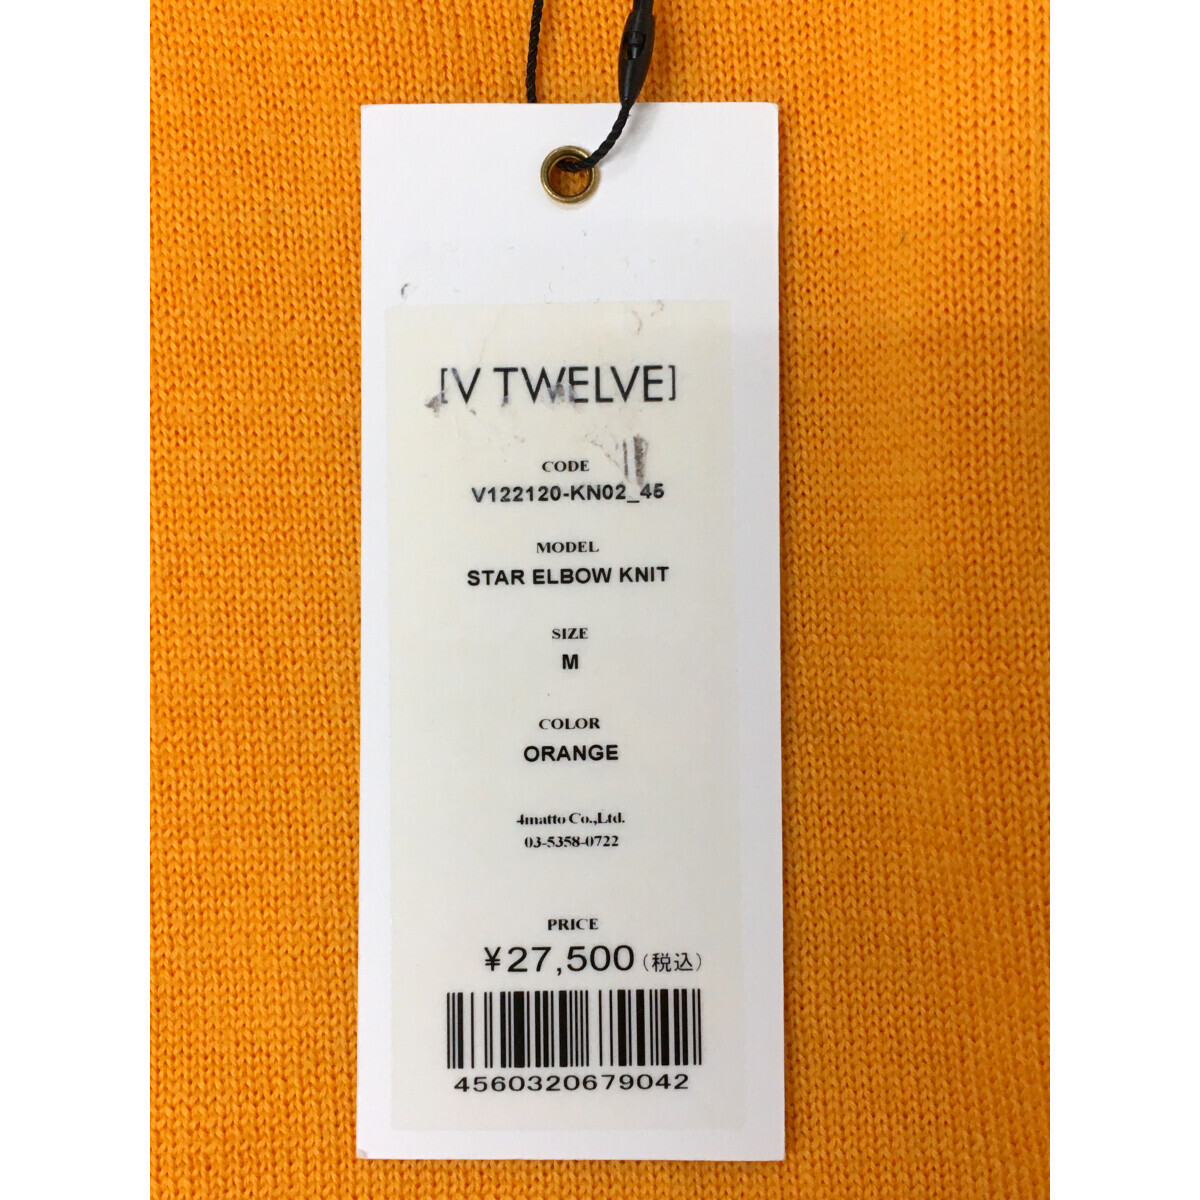 [V TWELVE]
CODE
V122120-KN02_45
MODEL
STAR ELBOW KNIT
SIZE
M
COLOR
ORANGE
4matto Co.,Ltd.
03-5358-0722
PRICE
¥27,500(税込)
4560320679042